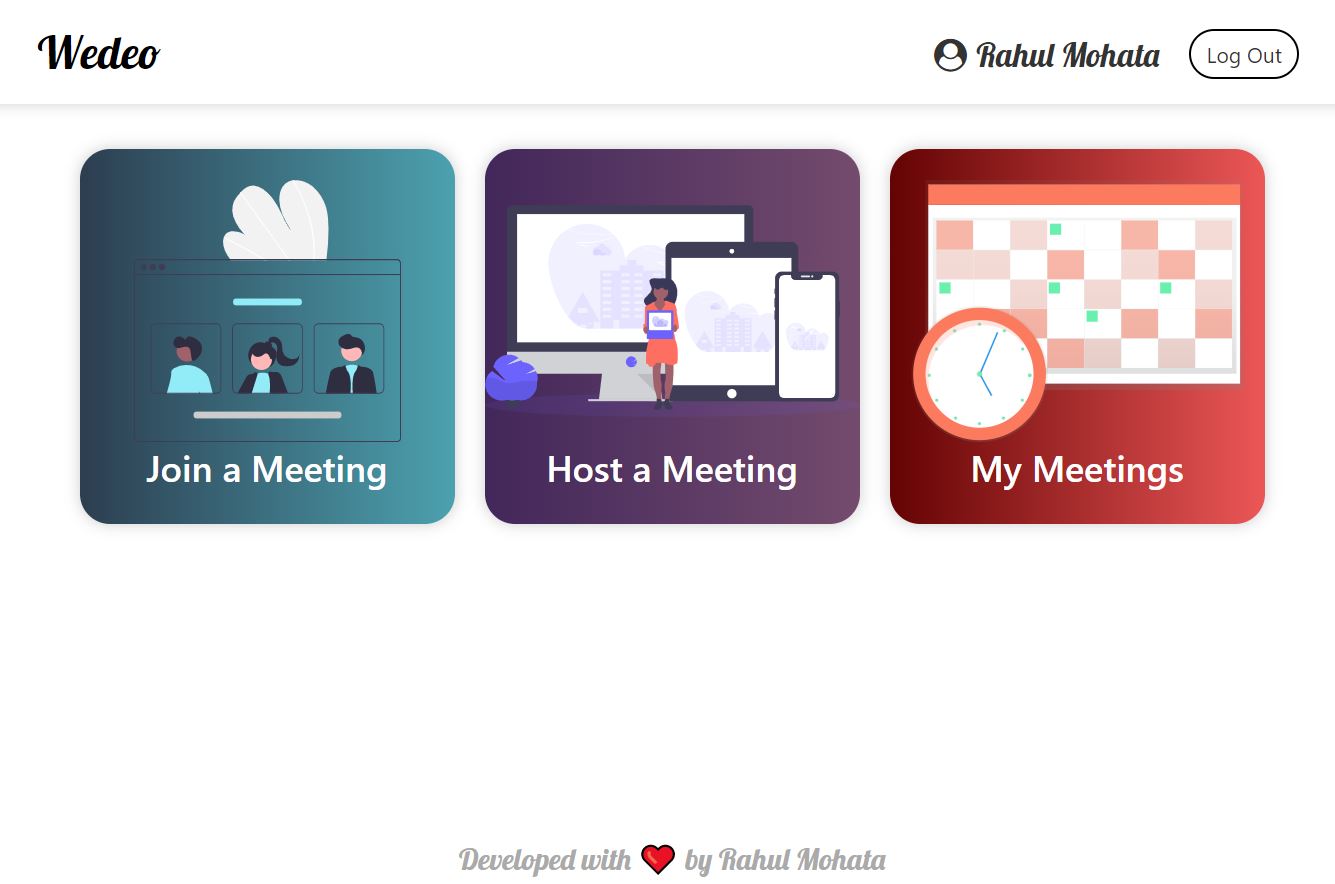 Wedeo
Rahul Mohata
Log Out
Join a Meeting
Host a Meeting
My Meetings
Developed with ❤ by Rahul Mohata